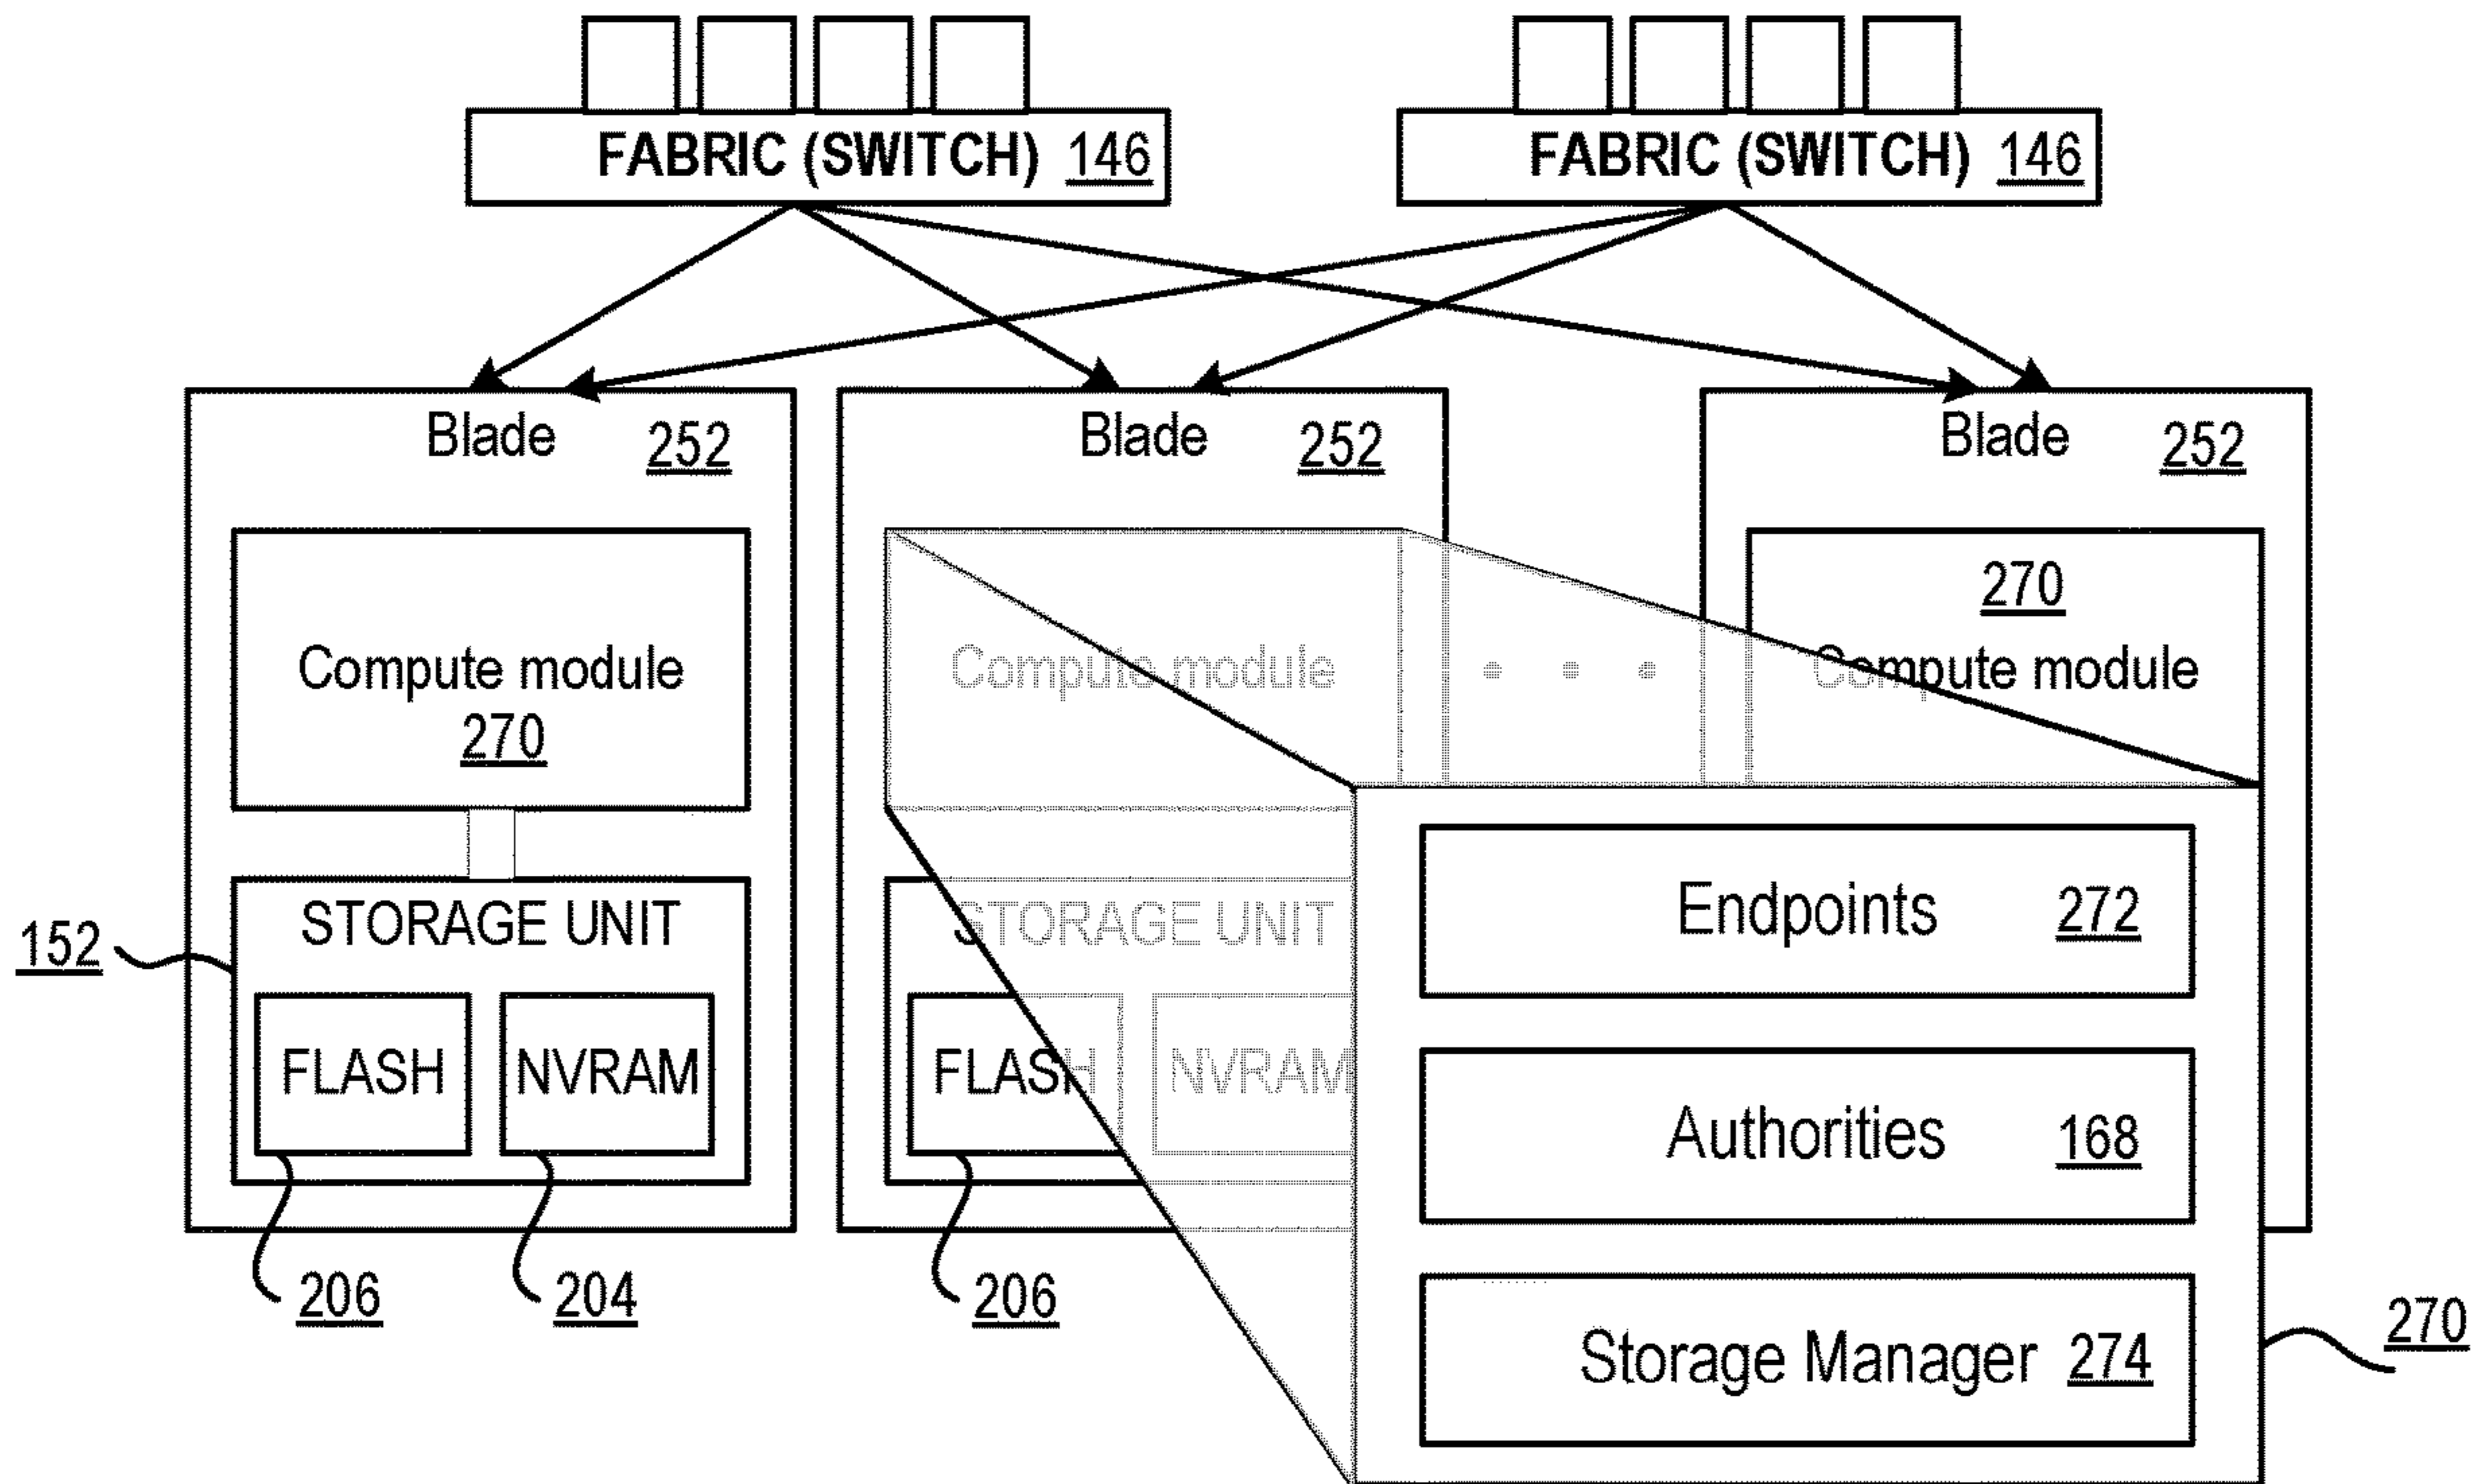 FABRIC (SWITCH) 146
FABRIC (SWITCH) 146
Blade 252
Blade 252
Blade 252
Compute module
270
Compute module
270
Compute module
152
STORAGE UNIT
FLASH
NVRAM
206
204
STORAGE UNIT
FLASH
NVRAM
206
Endpoints 272
Authorities 168
Storage Manager 274
270